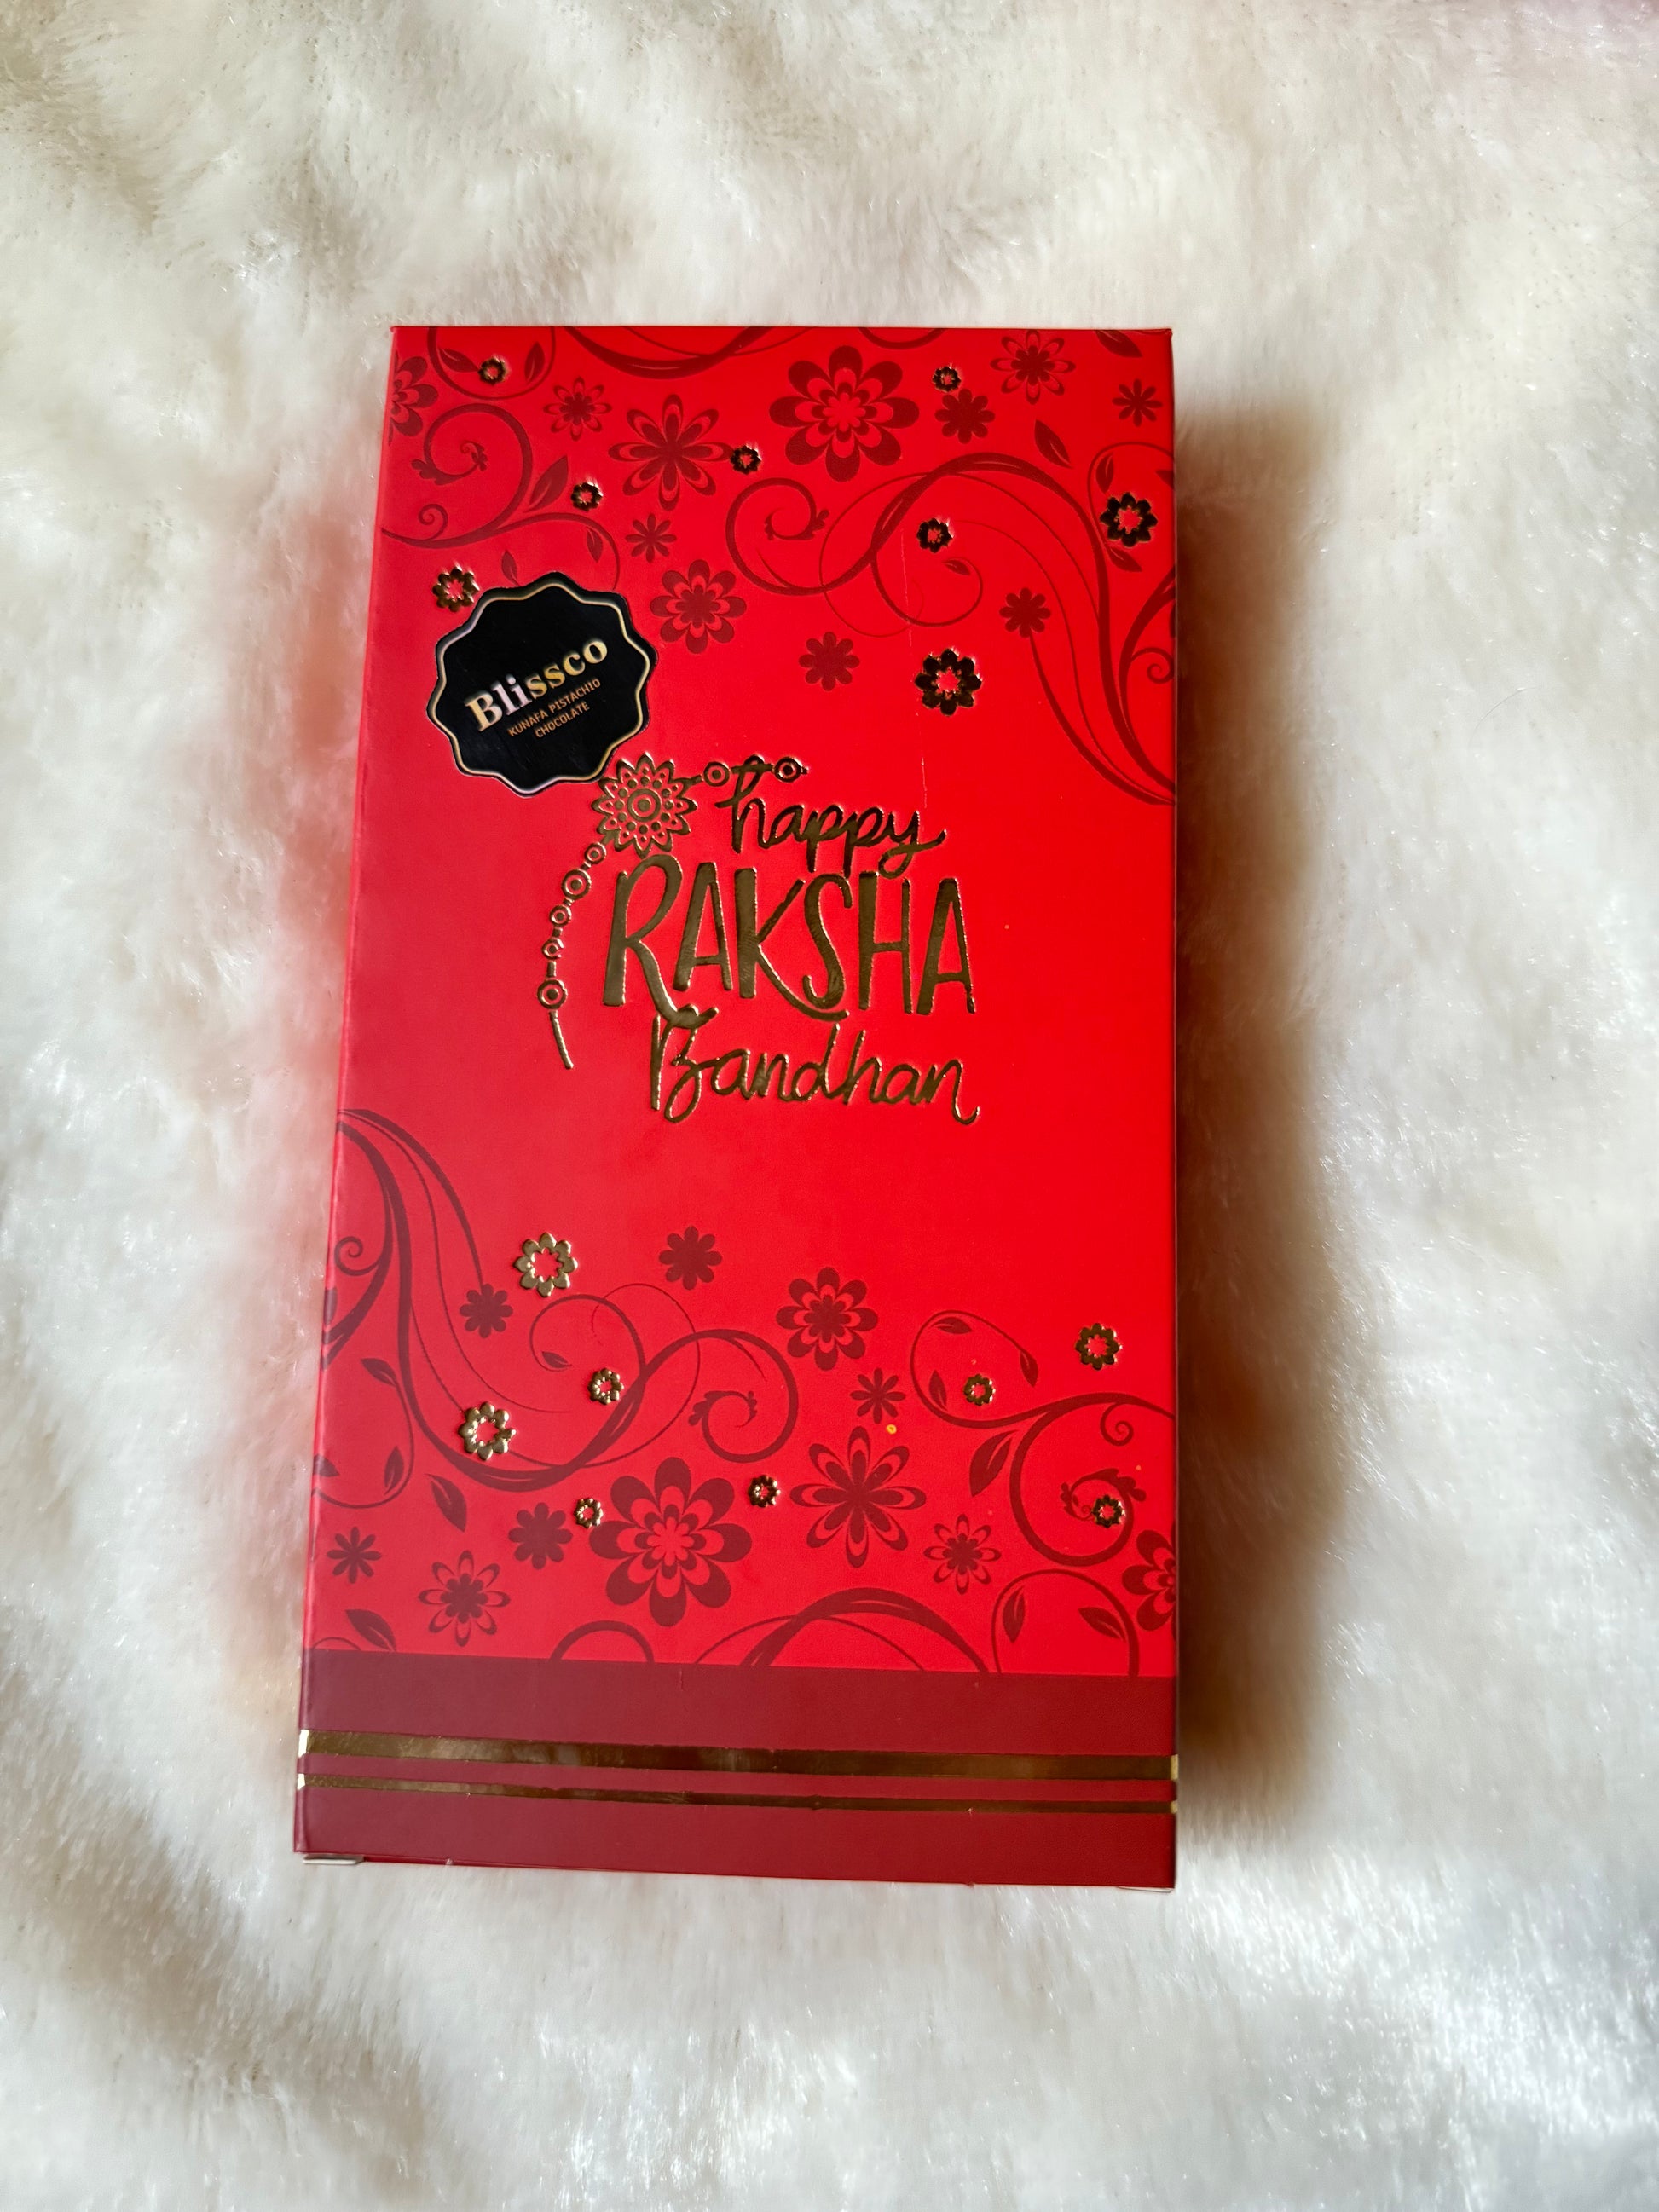 Blissco
KUNAFA PISTACHIO
CHOCOLATE
happy
RAKSHA
Bandhan